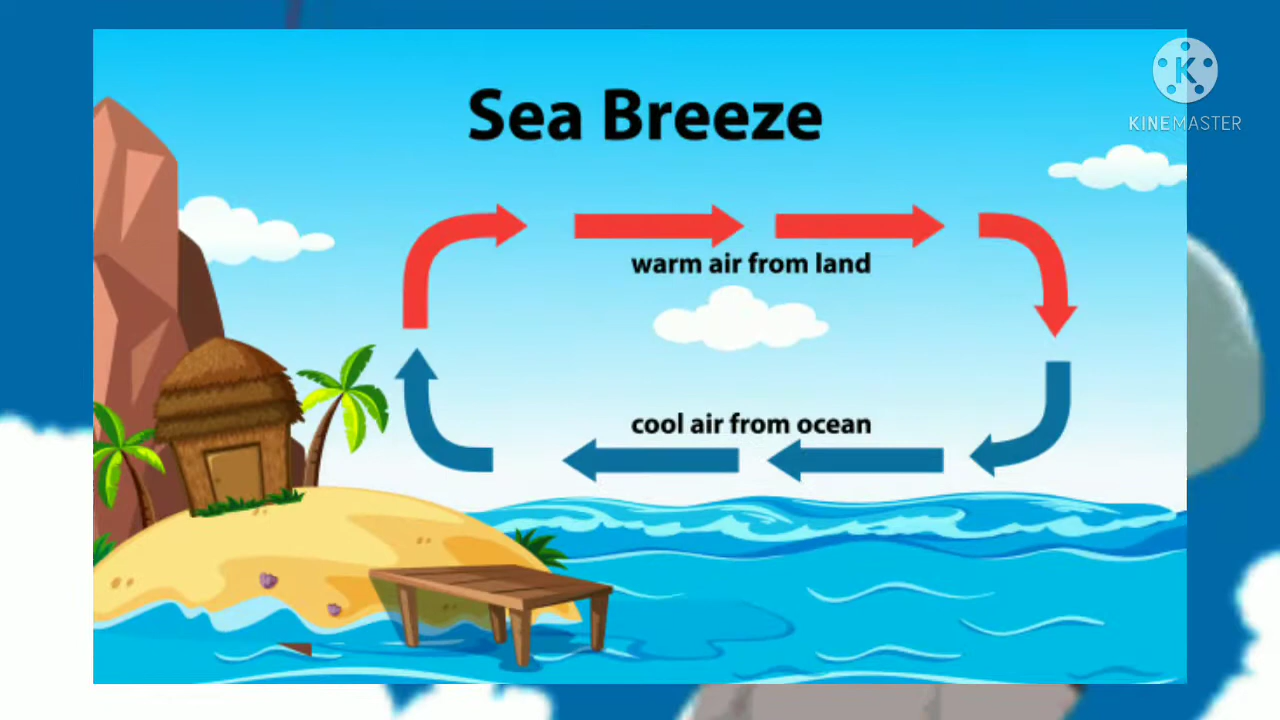 Sea Breeze
K
KINEMASTER
warm air from land
cool air from ocean